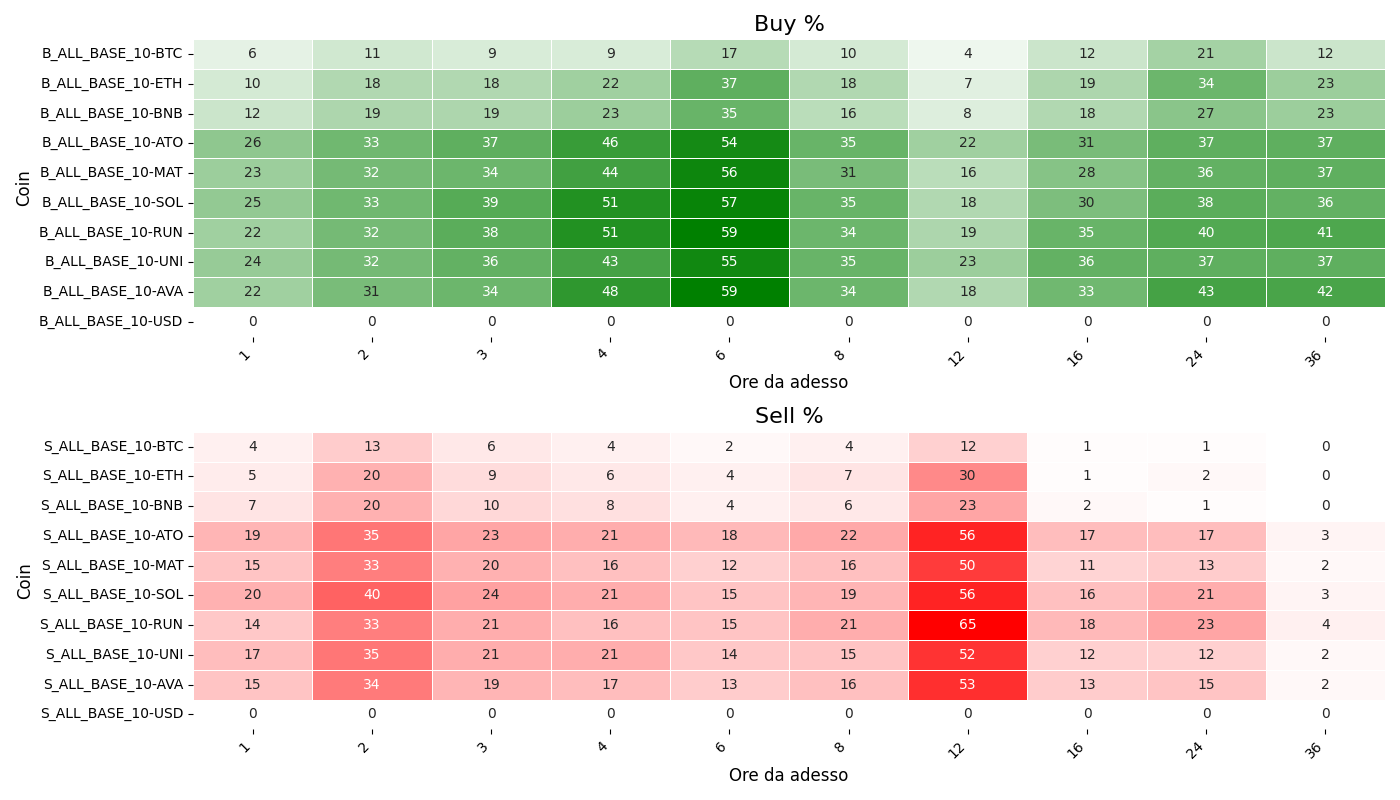 Buy %
Coin
B_ALL_BASE_10-BTC 6 11 9 9 17 10 4 12 21 12
B_ALL_BASE_10-ETH 10 18 18 22 37 18 7 19 34 23
B_ALL_BASE_10-BNB 12 19 19 23 35 16 8 18 27 23
B_ALL_BASE_10-ATO 26 33 37 46 54 35 22 31 37 37
B_ALL_BASE_10-MAT 23 32 34 44 56 31 16 28 36 37
B_ALL_BASE_10-SOL 25 33 39 51 57 35 18 30 38 36
B_ALL_BASE_10-RUN 22 32 38 51 59 34 19 35 40 41
B_ALL_BASE_10-UNI 24 32 36 43 55 35 23 36 37 37
B_ALL_BASE_10-AVA 22 31 34 48 59 34 18 33 43 42
B_ALL_BASE_10-USD 0 0 0 0 0 0 0 0 0 0
1 2 3 4 6 8 12 16 24 36
Ore da adesso
Sell %
Coin
S_ALL_BASE_10-BTC 4 13 6 4 2 4 12 1 1 0
S_ALL_BASE_10-ETH 5 20 9 6 4 7 30 1 2 0
S_ALL_BASE_10-BNB 7 20 10 8 4 6 23 2 1 0
S_ALL_BASE_10-ATO 19 35 23 21 18 22 56 17 17 3
S_ALL_BASE_10-MAT 15 33 20 16 12 16 50 11 13 2
S_ALL_BASE_10-SOL 20 40 24 21 15 19 56 16 21 3
S_ALL_BASE_10-RUN 14 33 21 16 15 21 65 18 23 4
S_ALL_BASE_10-UNI 17 35 21 21 14 15 52 12 12 2
S_ALL_BASE_10-AVA 15 34 19 17 13 16 53 13 15 2
S_ALL_BASE_10-USD 0 0 0 0 0 0 0 0 0 0
1 2 3 4 6 8 12 16 24 36
Ore da adesso